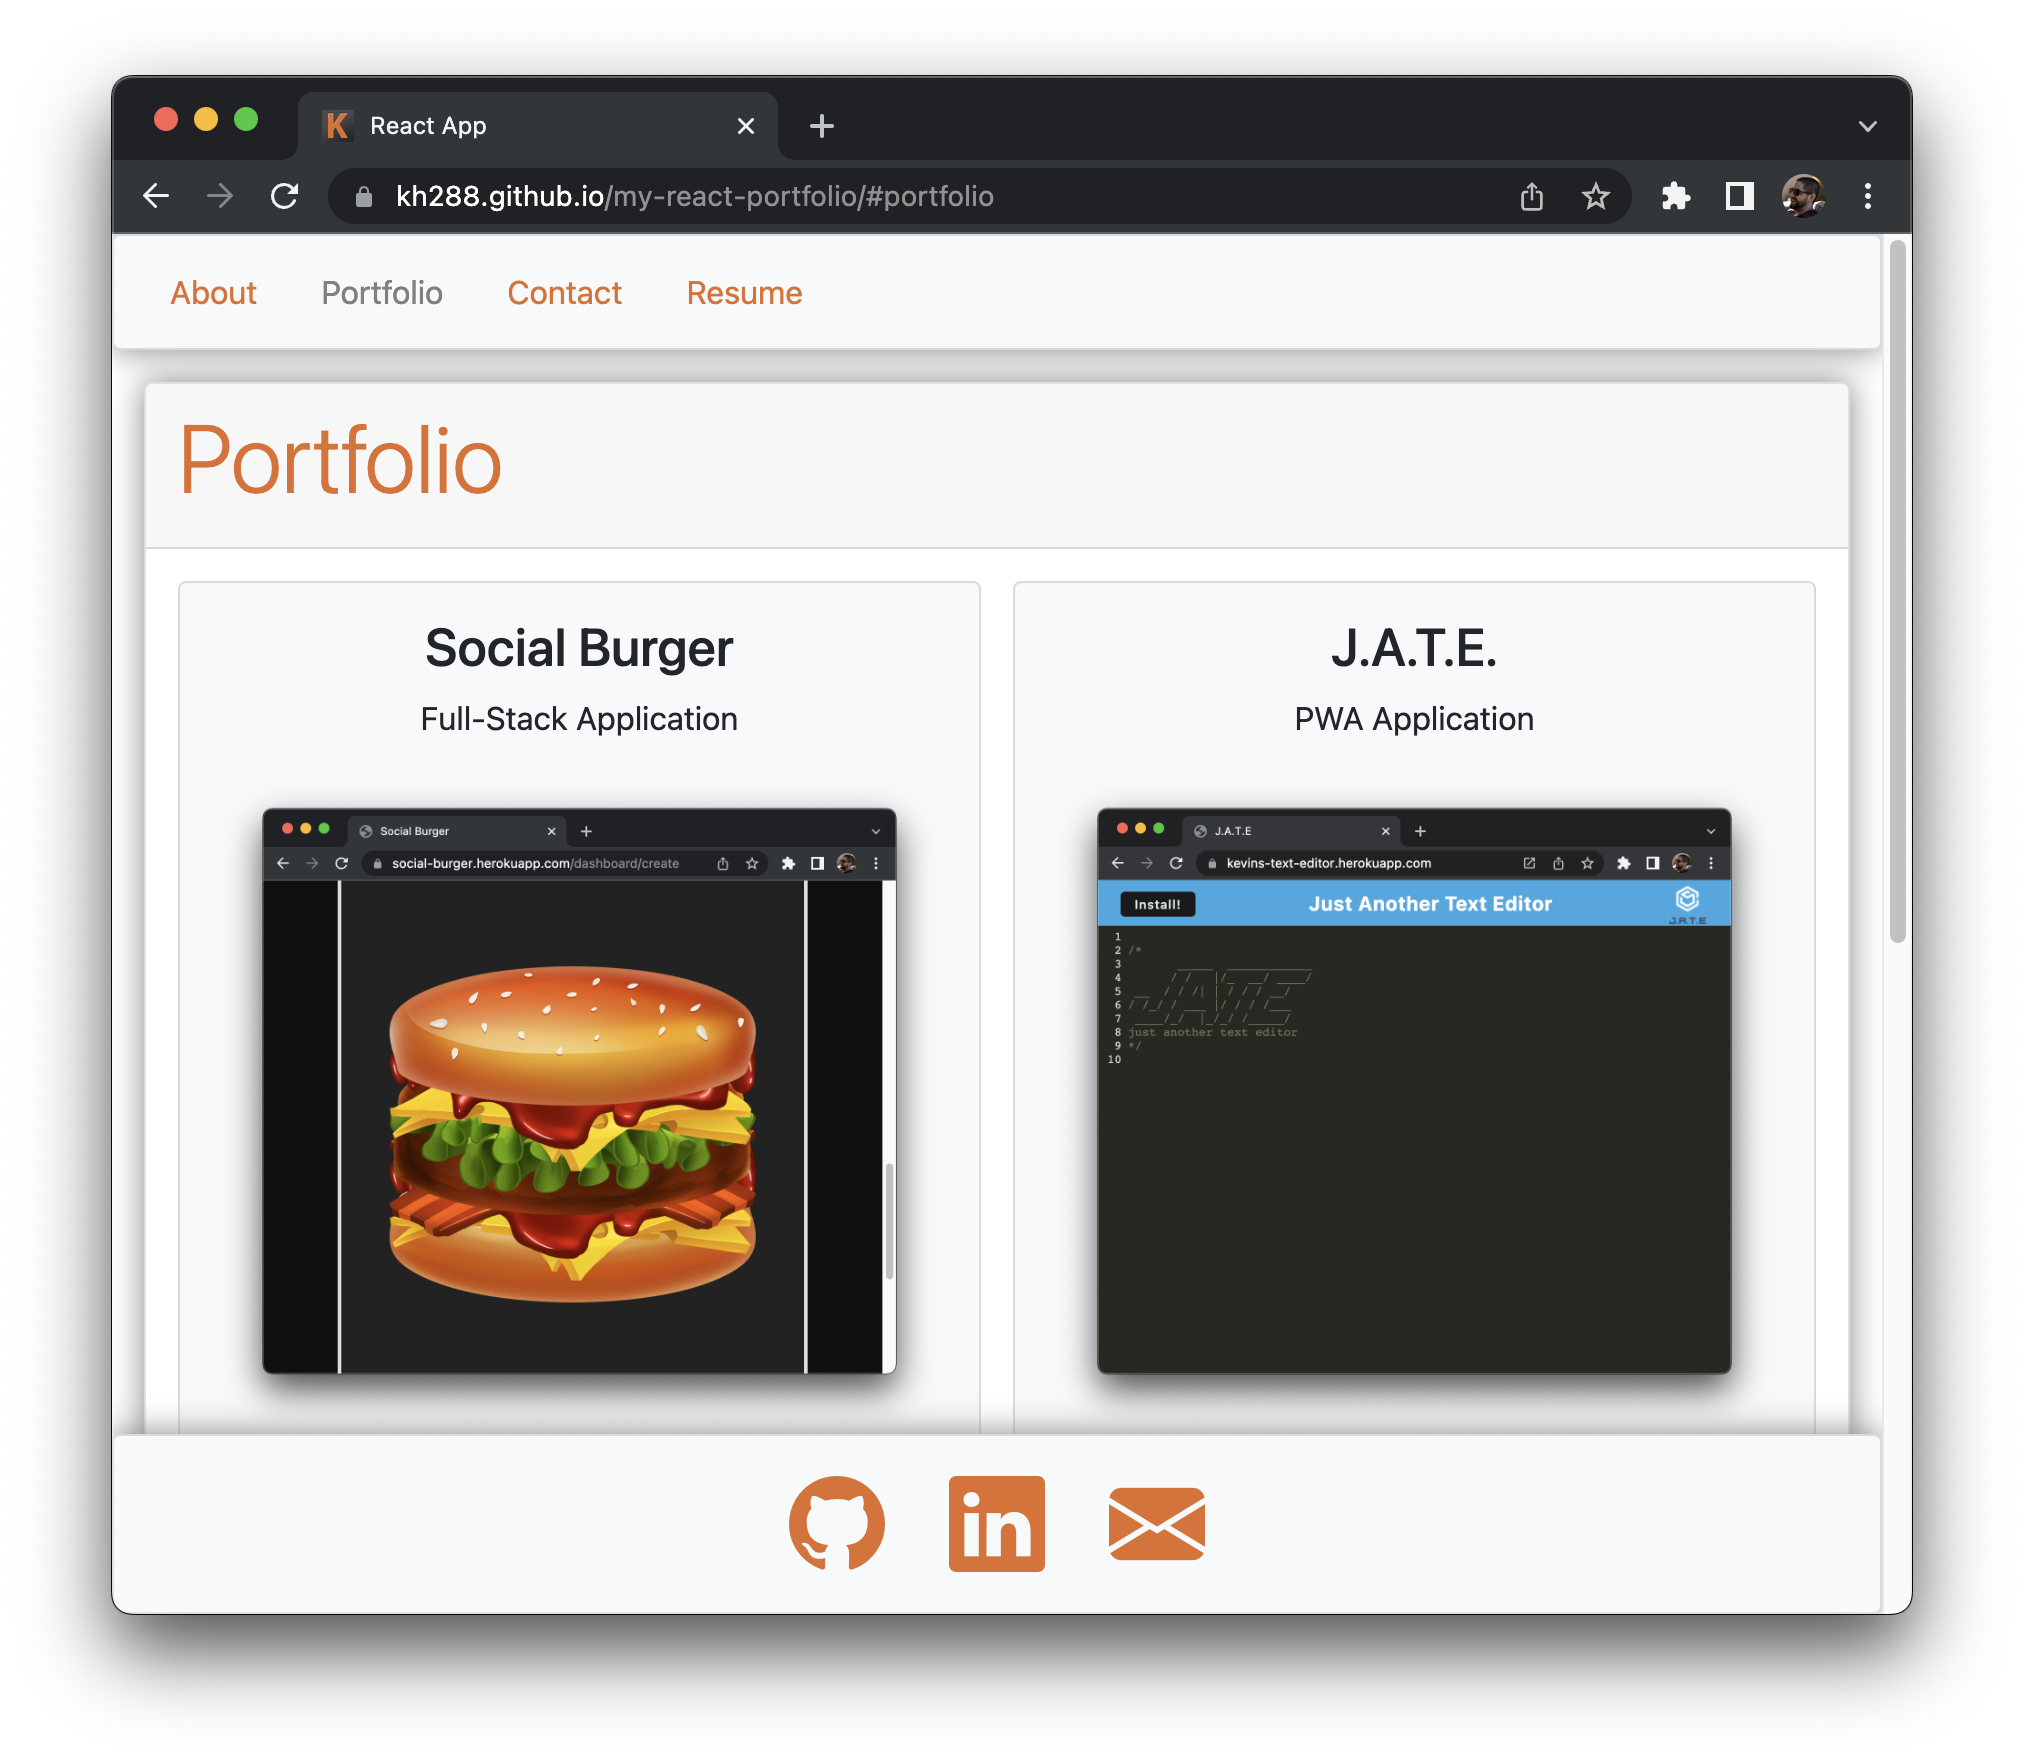 K React App
kh288.github.io/my-react-portfolio/#portfolio
About Portfolio Contact Resume
Portfolio
Social Burger
Full-Stack Application
Social Burger
social-burger.herokuapp.com/dashboard/create
J.A.T.E.
PWA Application
J.A.T.E
kevins-text-editor.herokuapp.com
Install! Just Another Text Editor J.A.T.E
1
2 /*
3
4
5
6
7
8 just another text editor
9 */
10
in